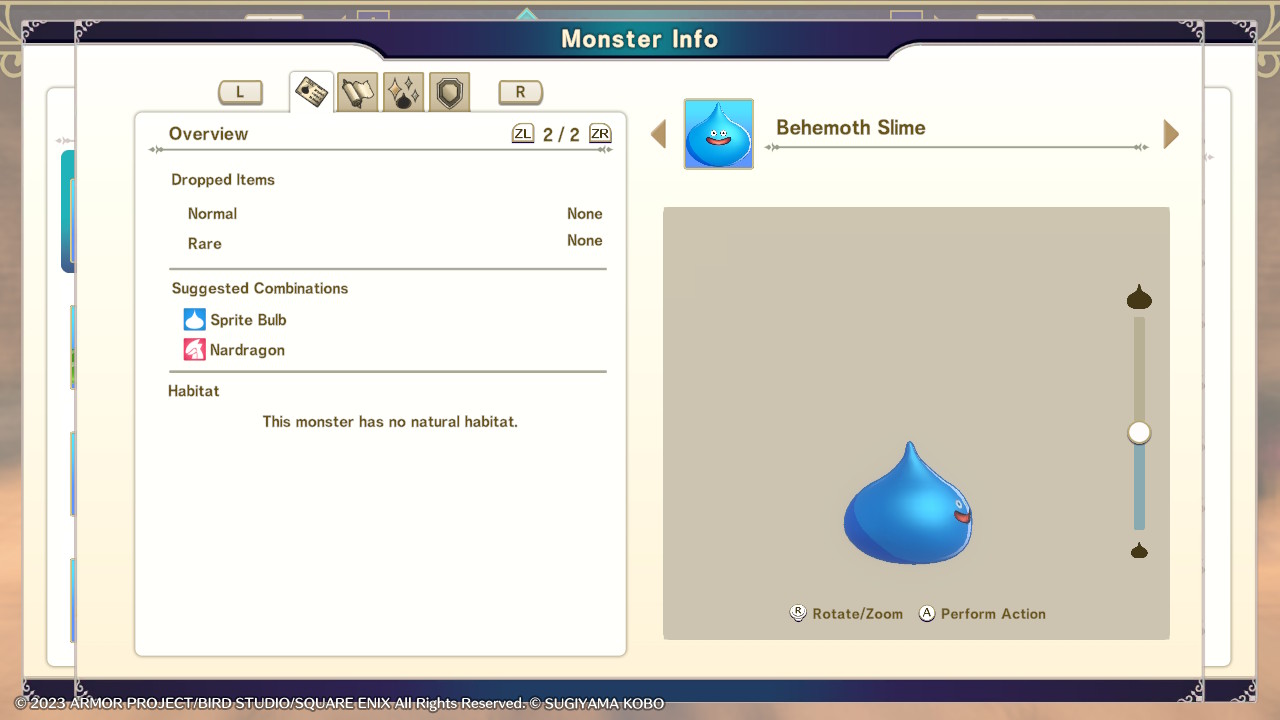 Monster Info
L
R
Overview
ZL 2 / 2 ZR
Dropped Items
Normal None
Rare None
Suggested Combinations
Sprite Bulb
Nardragon
Habitat
This monster has no natural habitat.
Behemoth Slime
R Rotate/Zoom A Perform Action
© 2023 ARMOR PROJECT/BIRD STUDIO/SQUARE ENIX All Rights Reserved. © SUGIYAMA KOBO